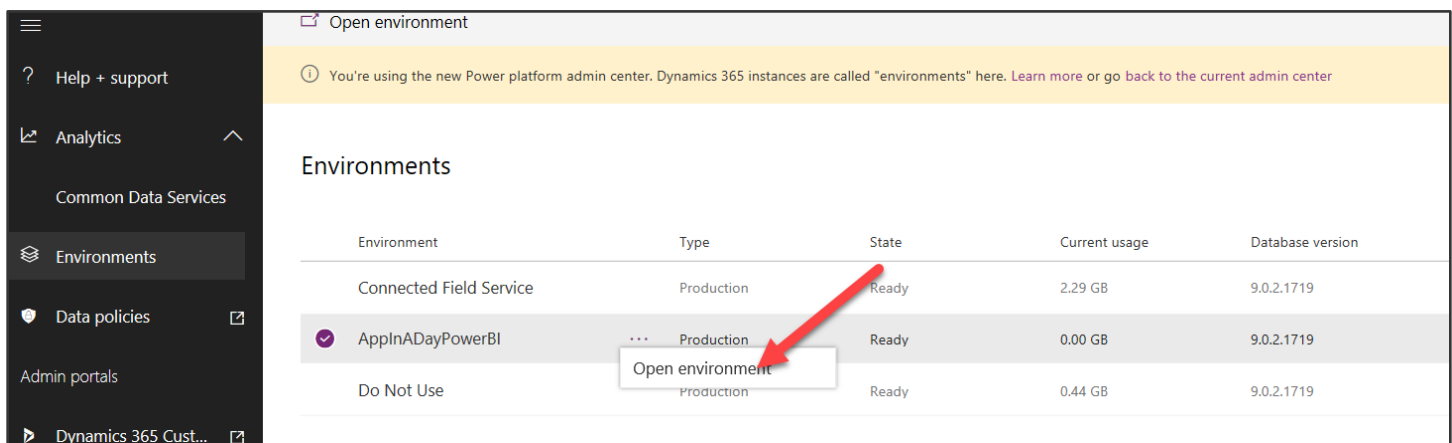 Open environment
? Help + support
You're using the new Power platform admin center. Dynamics 365 instances are called "environments" here. Learn more or go back to the current admin center
Analytics
Environments
Common Data Services
Environment Type State Current usage Database version
Environments
Connected Field Service Production Ready 2.29 GB 9.0.2.1719
Data policies
AppInADayPowerBI ... Production Ready 0.00 GB 9.0.2.1719
Open environment
Admin portals
Do Not Use Production Ready 0.44 GB 9.0.2.1719
Dynamics 365 Cust...